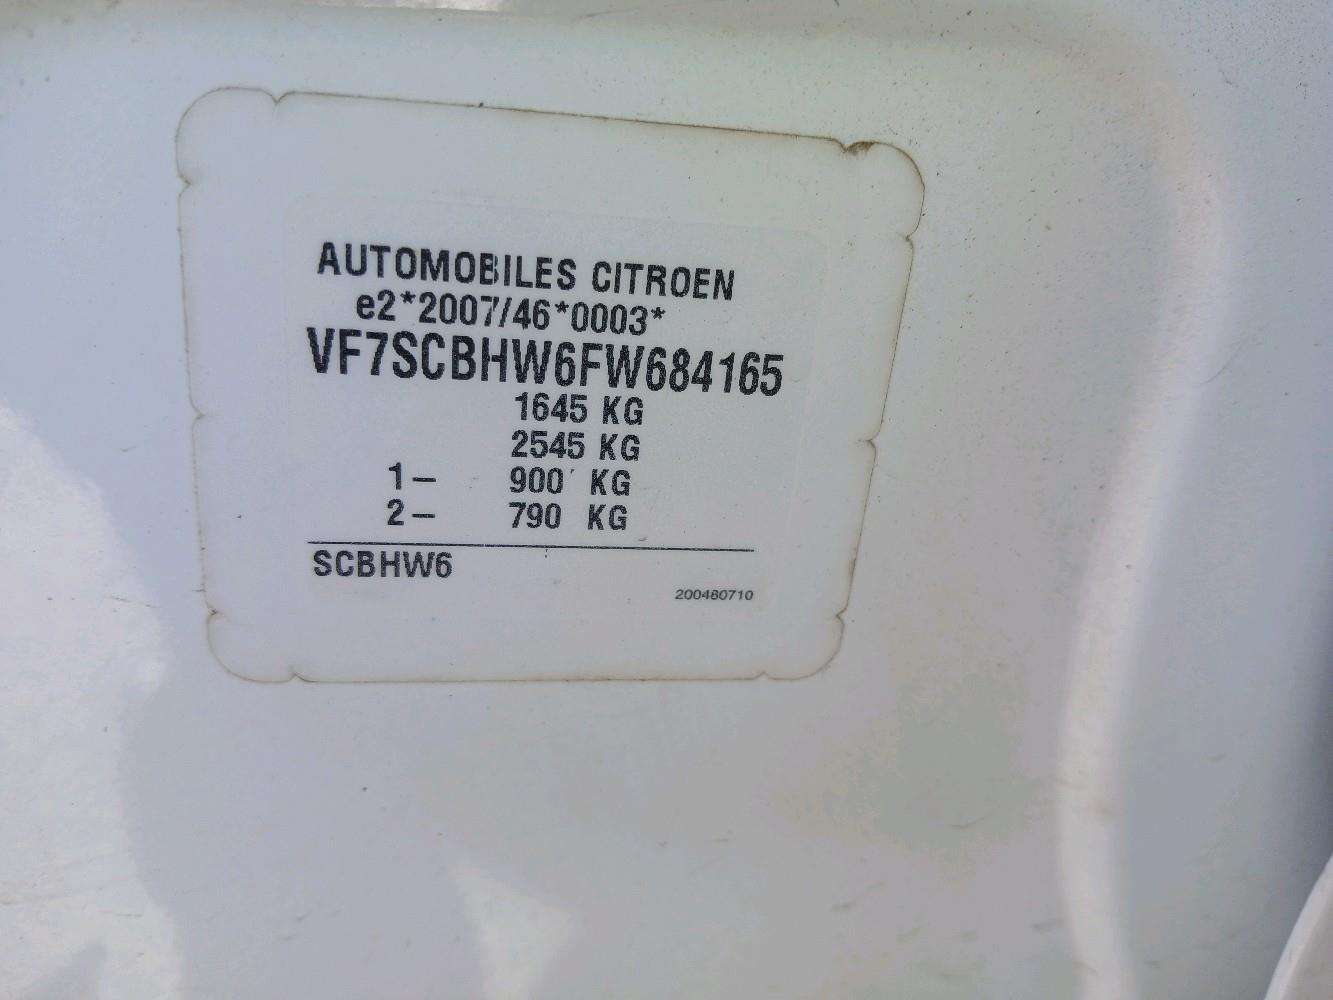 AUTOMOBILES CITROEN
e2*2007/46*0003*
VF7SCBHW6FW684165
1645 KG
2545 KG
1- 900 KG
2- 790 KG
SCBHW6
200480710